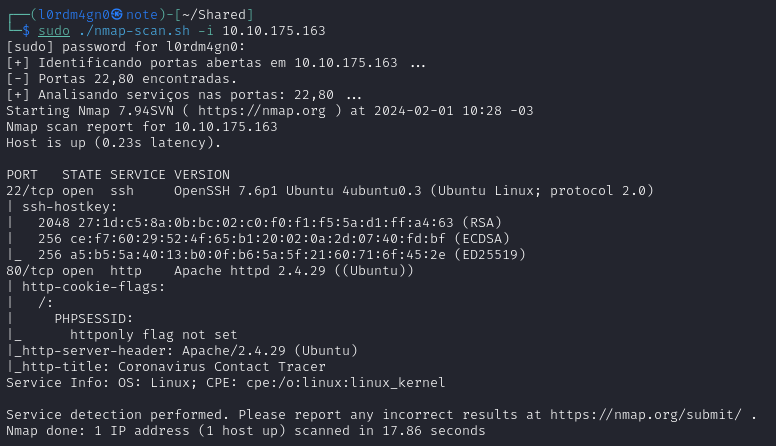 ┌──(l0rdm4gn0㉿note)-[~/Shared]
└─$ sudo ./nmap-scan.sh -i 10.10.175.163
[sudo] password for l0rdm4gn0:
[+] Identificando portas abertas em 10.10.175.163 ...
[-] Portas 22,80 encontradas.
[+] Analisando serviços nas portas: 22,80 ...
Starting Nmap 7.94SVN ( https://nmap.org ) at 2024-02-01 10:28 -03
Nmap scan report for 10.10.175.163
Host is up (0.23s latency).

PORT   STATE SERVICE VERSION
22/tcp open  ssh     OpenSSH 7.6p1 Ubuntu 4ubuntu0.3 (Ubuntu Linux; protocol 2.0)
| ssh-hostkey:
|   2048 27:1d:c5:8a:0b:bc:02:c0:f0:f1:f5:5a:d1:ff:a4:63 (RSA)
|   256 ce:f7:60:29:52:4f:65:b1:20:02:0a:2d:07:40:fd:bf (ECDSA)
|_  256 a5:b5:5a:40:13:b0:0f:b6:5a:5f:21:60:71:6f:45:2e (ED25519)
80/tcp open  http    Apache httpd 2.4.29 ((Ubuntu))
| http-cookie-flags:
|   /:
|     PHPSESSID:
|_      httponly flag not set
|_http-server-header: Apache/2.4.29 (Ubuntu)
|_http-title: Coronavirus Contact Tracer
Service Info: OS: Linux; CPE: cpe:/o:linux:linux_kernel

Service detection performed. Please report any incorrect results at https://nmap.org/submit/ .
Nmap done: 1 IP address (1 host up) scanned in 17.86 seconds